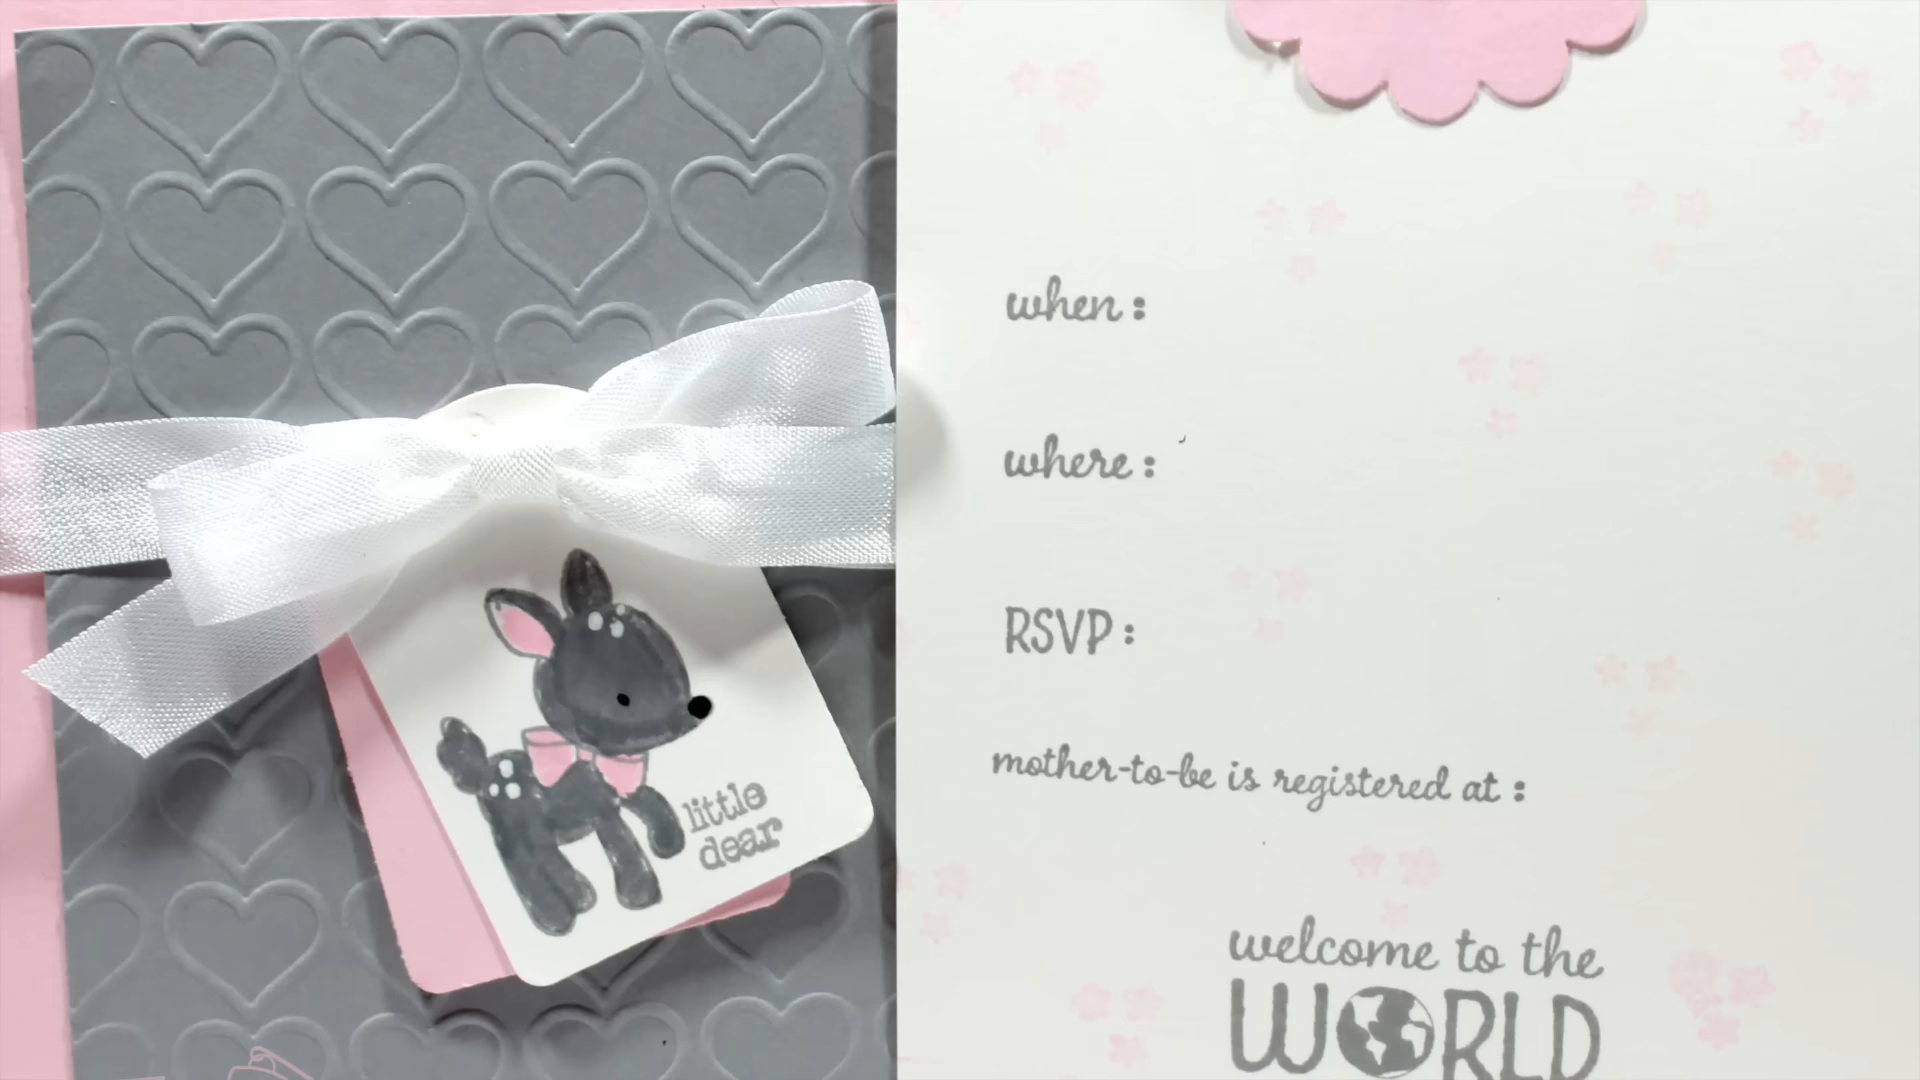 little
dear
when :
where :
RSVP :
mother-to-be is registered at :
welcome to the
WORLD